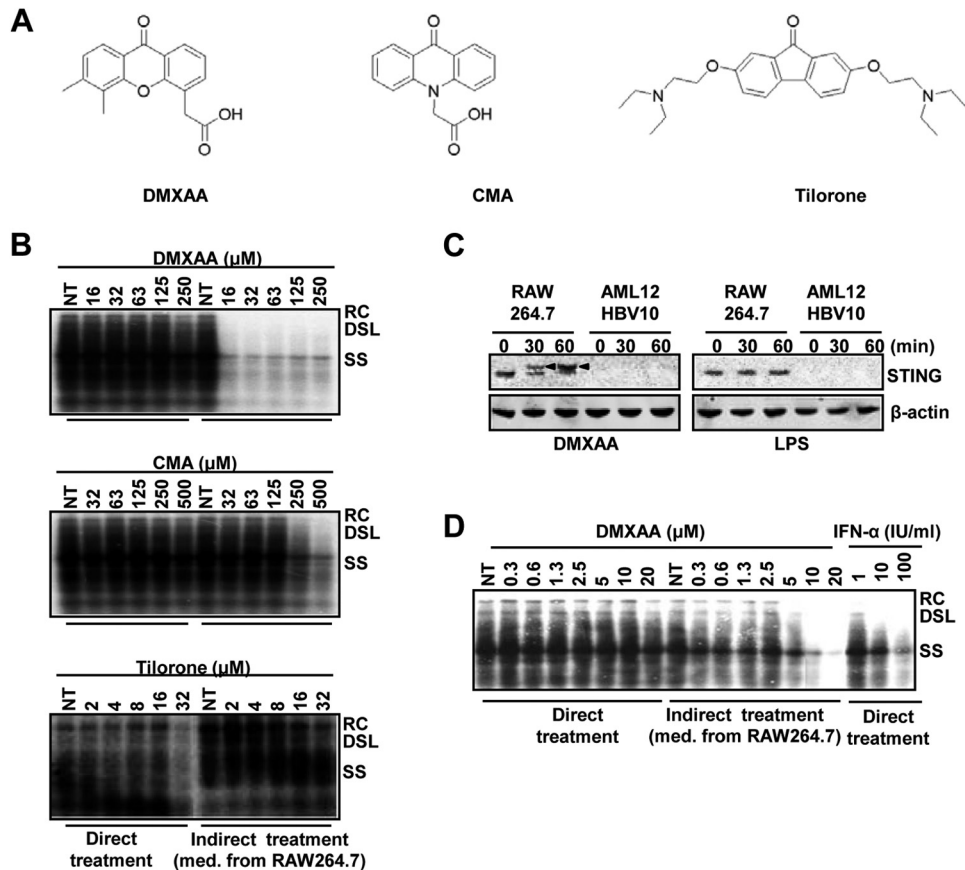 A
O
O
O
OH
DMXAA
O
N
O
OH
CMA
O
O
N
O
N
Tilorone
B
DMXAA (µM)
NT 16 32 63 125 250 NT 16 32 63 125 250
RC
DSL
SS
CMA (µM)
NT 32 63 125 250 500 NT 32 63 125 250 500
RC
DSL
SS
Tilorone (µM)
NT 2 4 8 16 32 NT 2 4 8 16 32
RC
DSL
SS
Direct treatment
Indirect treatment
(med. from RAW264.7)
C
RAW 264.7
AML12 HBV10
RAW 264.7
AML12 HBV10
0 30 60 0 30 60 0 30 60 0 30 60 (min)
STING
β-actin
DMXAA
LPS
D
DMXAA (µM)
IFN-α (IU/ml)
NT 0.3 0.6 1.3 2.5 5 10 20 NT 0.3 0.6 1.3 2.5 5 10 20 1 10 100
RC
DSL
SS
Direct treatment
Indirect treatment
(med. from RAW264.7)
Direct treatment